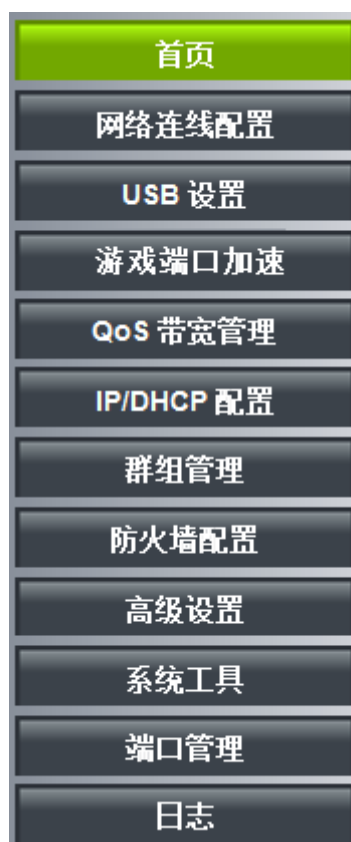 首页
网络连线配置
USB 设置
游戏端口加速
QoS 带宽管理
IP/DHCP 配置
群组管理
防火墙配置
高级设置
系统工具
端口管理
日志